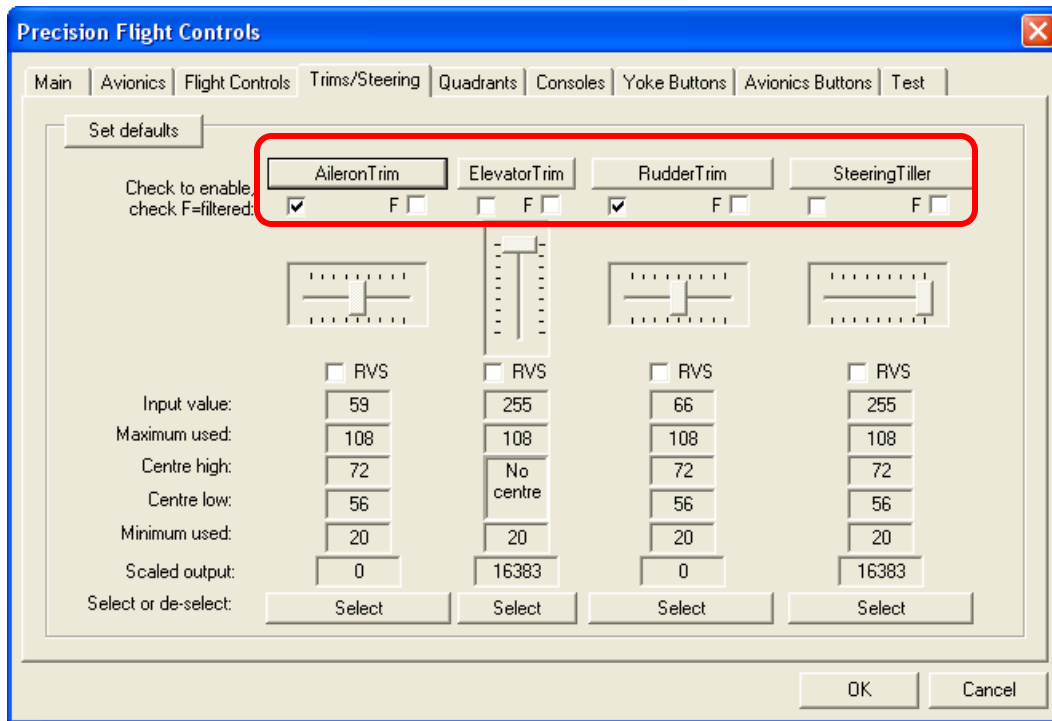 Precision Flight Controls
Main Avionics Flight Controls Trims/Steering Quadrants Consoles Yoke Buttons Avionics Buttons Test
Set defaults
AileronTrim ElevatorTrim RudderTrim SteeringTiller
Check to enable,
check F=filtered: F F F F
RVS RVS RVS RVS
Input value: 59 255 66 255
Maximum used: 108 108 108 108
Centre high: 72 No centre 72 72
Centre low: 56 56 56
Minimum used: 20 20 20 20
Scaled output: 0 16383 0 16383
Select or de-select: Select Select Select Select
OK Cancel